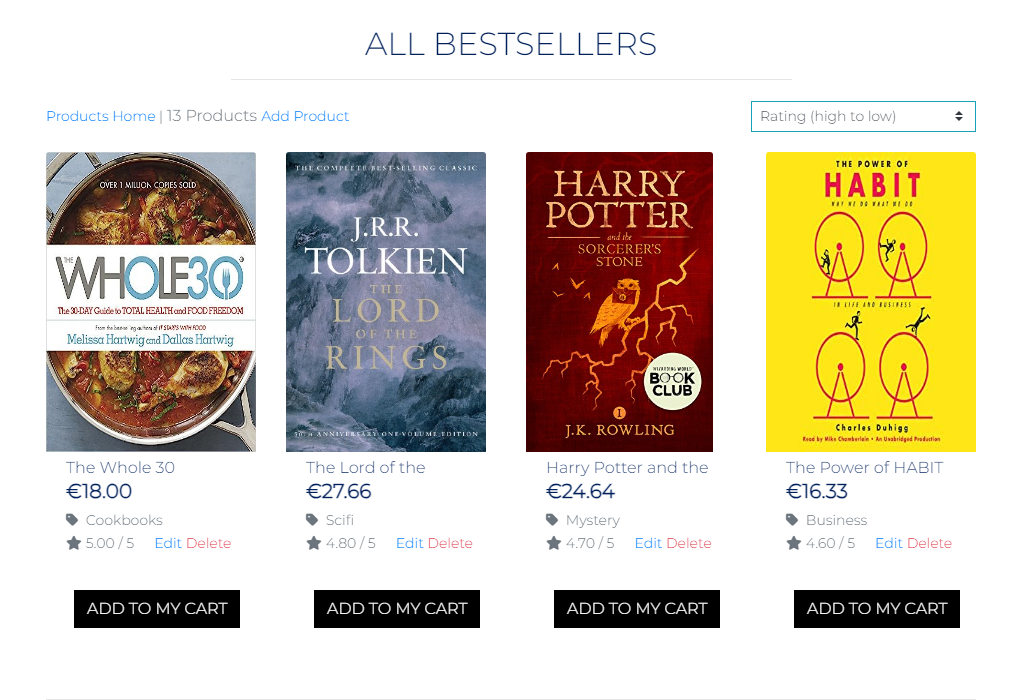 ALL BESTSELLERS
Products Home | 13 Products Add Product
Rating (high to low)
OVER 1 MILLION COPIES SOLD
THE
WHOLE30®
The 30-DAY Guide to TOTAL HEALTH and FOOD FREEDOM
From the best-selling authors of IT STARTS WITH FOOD
Melissa Hartwig and Dallas Hartwig
THE COMPLETE BEST-SELLING CLASSIC
J.R.R.
TOLKIEN
THE
LORD
OF THE
RINGS
50th ANNIVERSARY ONE-VOLUME EDITION
HARRY
POTTER
and the
SORCERER'S
STONE
WIZARDING WORLD
BOOK
CLUB
1
J.K. ROWLING
THE POWER OF
HABIT
WHY WE DO WHAT WE DO
IN LIFE AND BUSINESS
Charles Duhigg
Read by Mike Chamberlain • An Unabridged Production
The Whole 30
€18.00
Cookbooks
5.00 / 5 Edit Delete
ADD TO MY CART
The Lord of the
€27.66
Scifi
4.80 / 5 Edit Delete
ADD TO MY CART
Harry Potter and the
€24.64
Mystery
4.70 / 5 Edit Delete
ADD TO MY CART
The Power of HABIT
€16.33
Business
4.60 / 5 Edit Delete
ADD TO MY CART